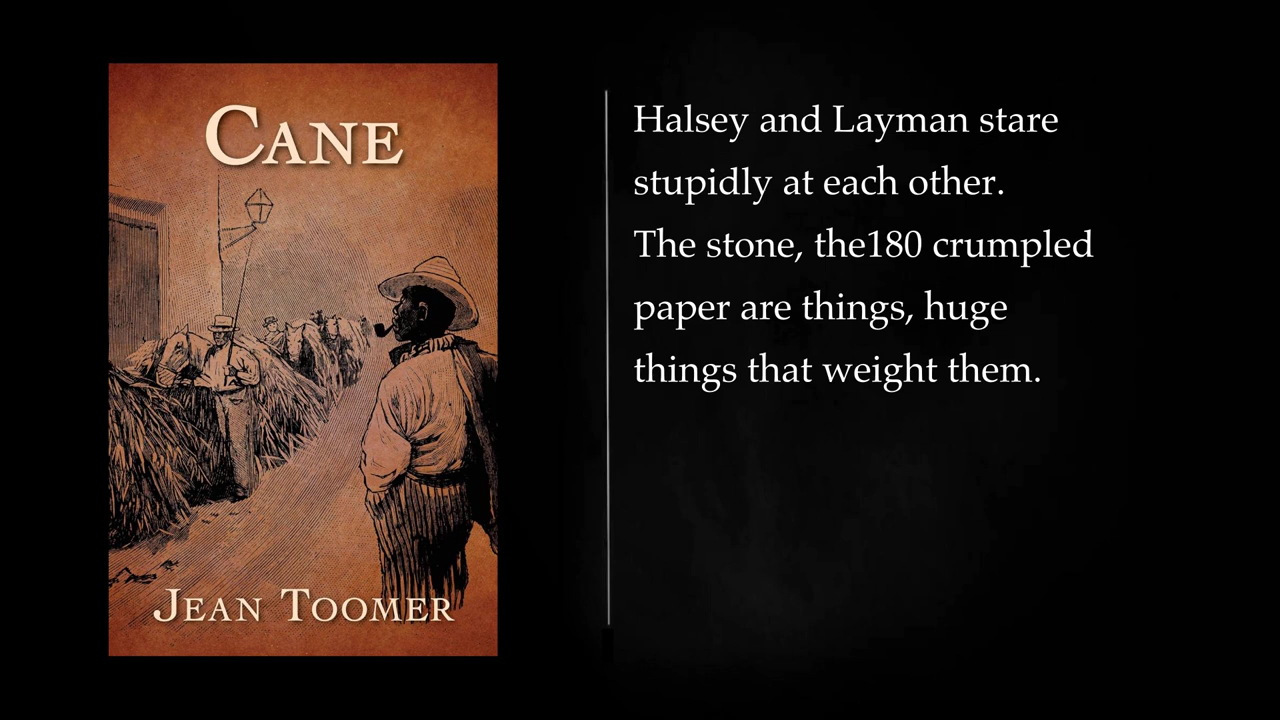 CANE
JEAN TOOMER
Halsey and Layman stare
stupidly at each other.
The stone, the180 crumpled
paper are things, huge
things that weight them.